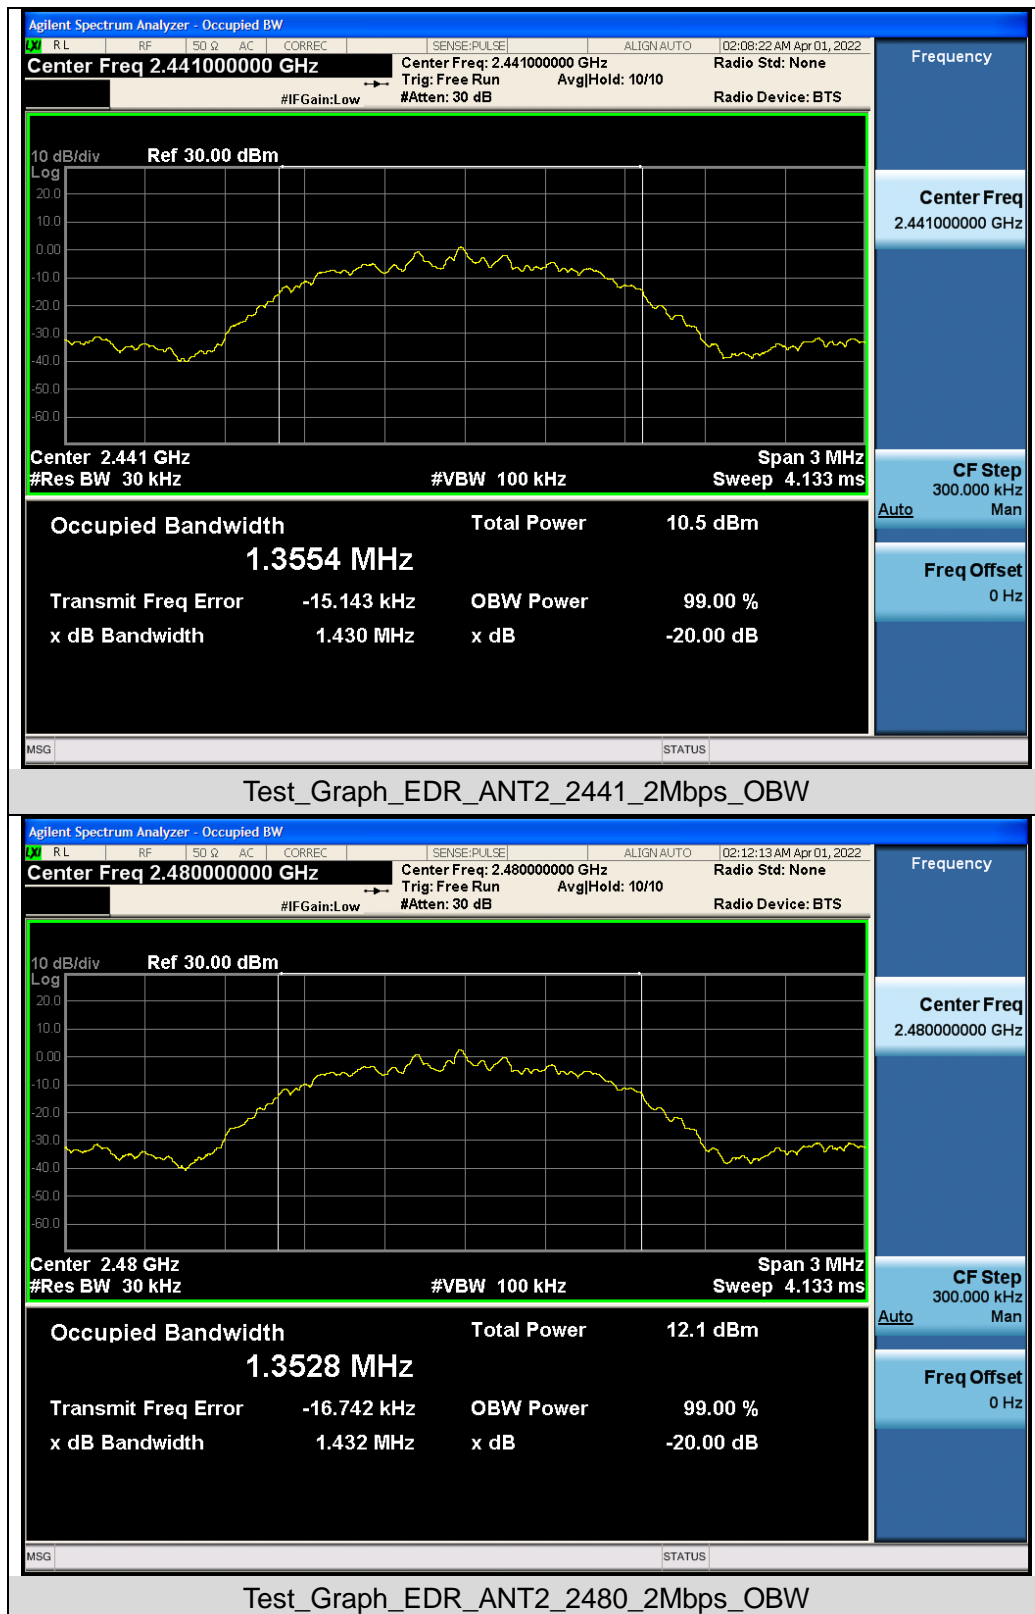 Agilent Spectrum Analyzer - Occupied BW
LXI RL RF 50 Ω AC CORREC SENSE:PULSE ALIGN AUTO 02:08:22 AM Apr 01, 2022
Center Freq 2.441000000 GHz Center Freq: 2.441000000 GHz Radio Std: None
Trig: Free Run Avg|Hold: 10/10
#IFGain:Low #Atten: 30 dB Radio Device: BTS
Frequency
10 dB/div Ref 30.00 dBm
Log
20.0
10.0
0.00
-10.0
-20.0
-30.0
-40.0
-50.0
-60.0
Center 2.441 GHz Span 3 MHz
#Res BW 30 kHz #VBW 100 kHz Sweep 4.133 ms
Center Freq
2.441000000 GHz
CF Step
300.000 kHz
Auto Man
Freq Offset
0 Hz
Occupied Bandwidth Total Power 10.5 dBm
1.3554 MHz
Transmit Freq Error -15.143 kHz OBW Power 99.00 %
x dB Bandwidth 1.430 MHz x dB -20.00 dB
MSG STATUS
Test_Graph_EDR_ANT2_2441_2Mbps_OBW
Agilent Spectrum Analyzer - Occupied BW
LXI RL RF 50 Ω AC CORREC SENSE:PULSE ALIGN AUTO 02:12:13 AM Apr 01, 2022
Center Freq 2.480000000 GHz Center Freq: 2.480000000 GHz Radio Std: None
Trig: Free Run Avg|Hold: 10/10
#IFGain:Low #Atten: 30 dB Radio Device: BTS
Frequency
10 dB/div Ref 30.00 dBm
Log
20.0
10.0
0.00
-10.0
-20.0
-30.0
-40.0
-50.0
-60.0
Center 2.48 GHz Span 3 MHz
#Res BW 30 kHz #VBW 100 kHz Sweep 4.133 ms
Center Freq
2.480000000 GHz
CF Step
300.000 kHz
Auto Man
Freq Offset
0 Hz
Occupied Bandwidth Total Power 12.1 dBm
1.3528 MHz
Transmit Freq Error -16.742 kHz OBW Power 99.00 %
x dB Bandwidth 1.432 MHz x dB -20.00 dB
MSG STATUS
Test_Graph_EDR_ANT2_2480_2Mbps_OBW